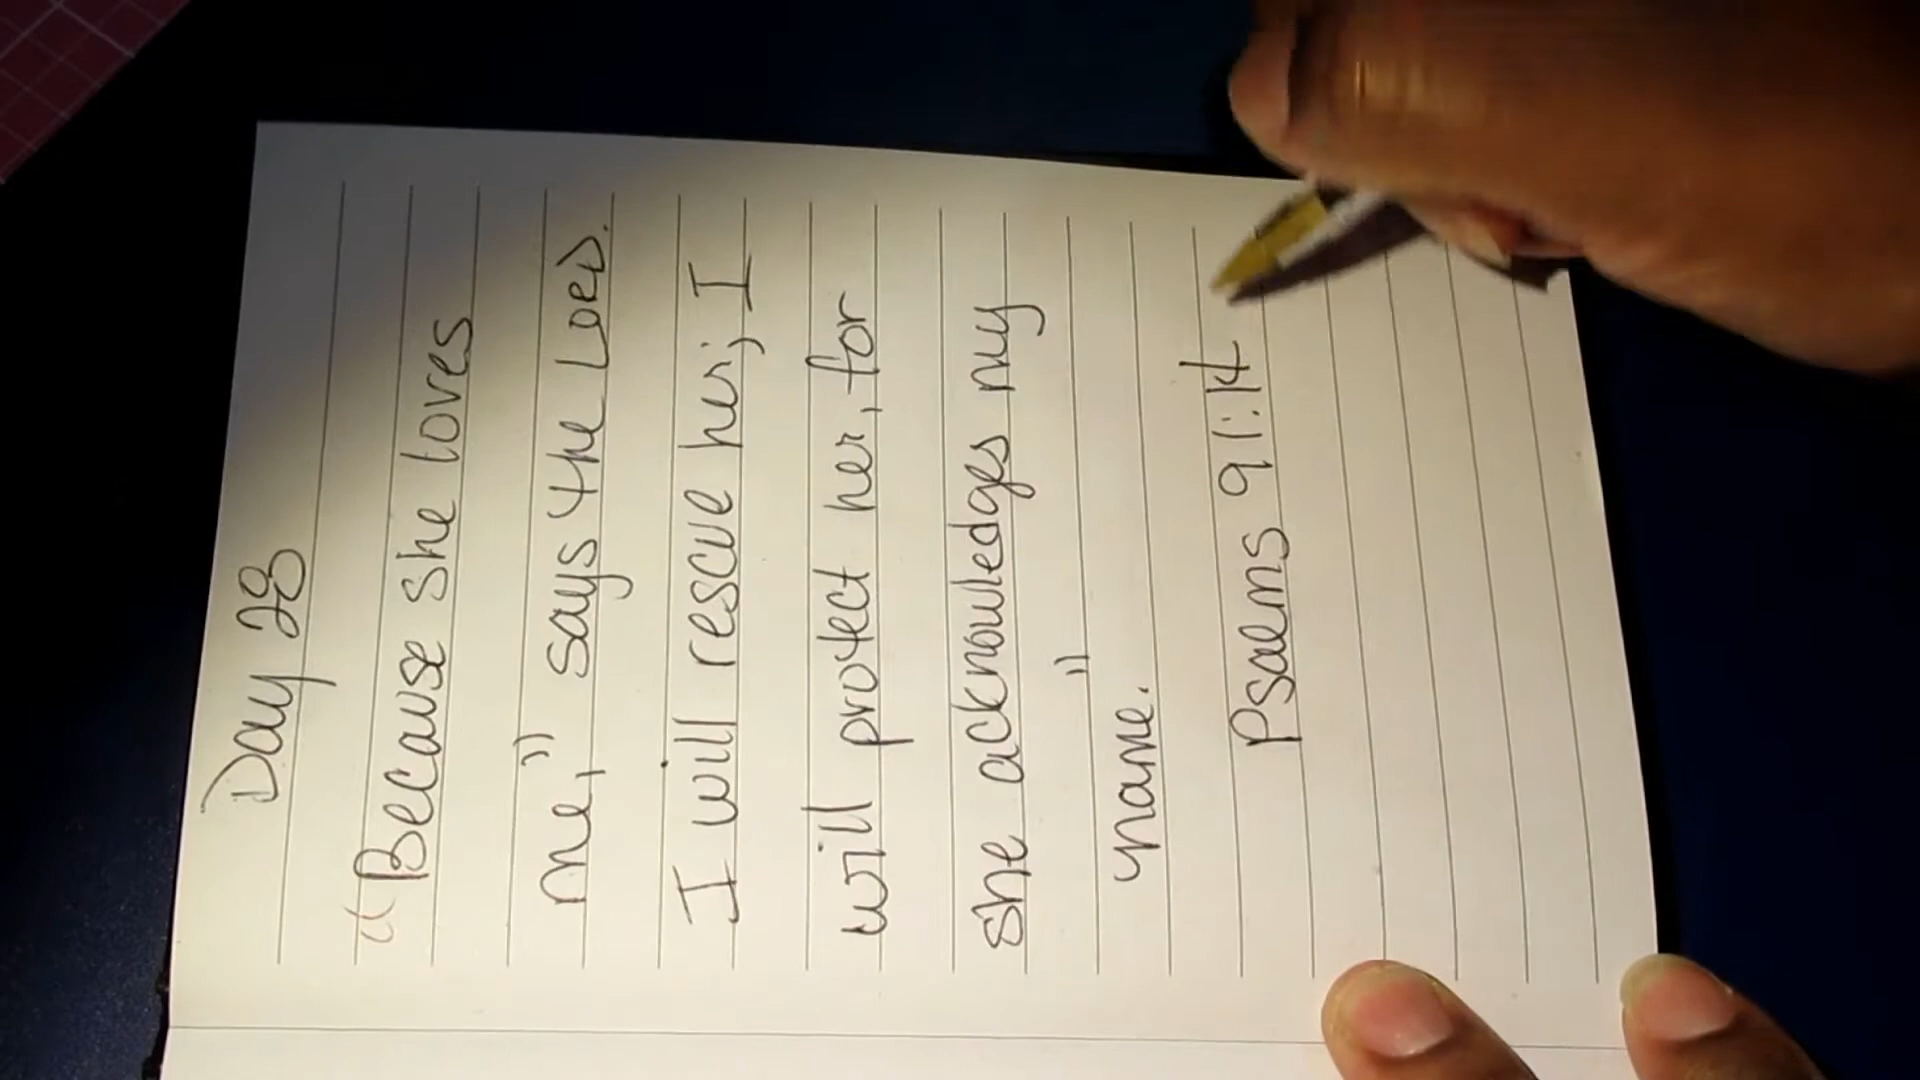 Day 28
"Because she loves
me," says the LORD.
I will rescue her; I
will protect her, for
she acknowledges my
name."
Psalms 91:14